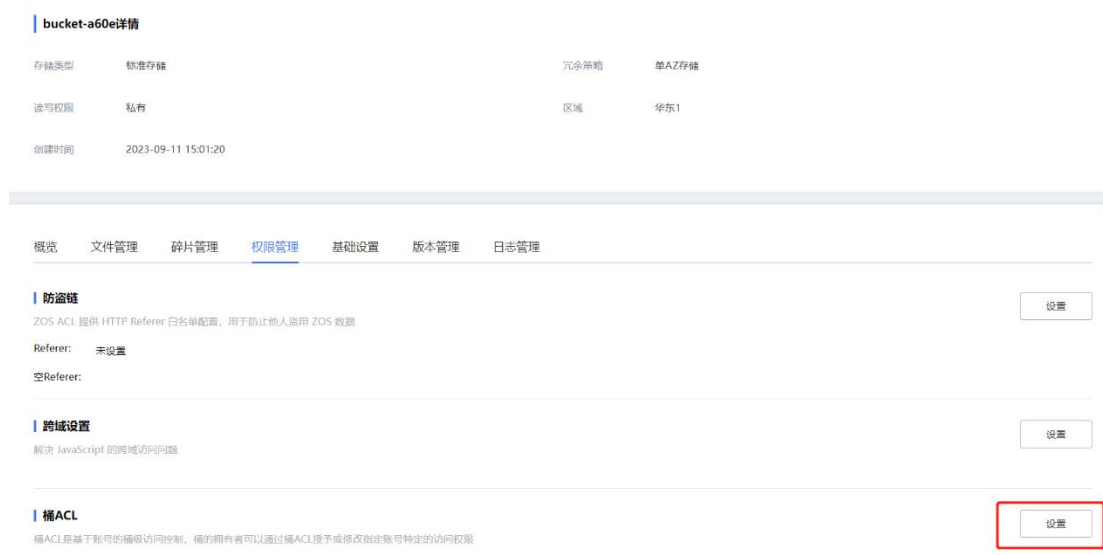 bucket-a60e详情
存储类型 标准存储 冗余策略 单AZ存储
读写权限 私有 区域 华东1
创建时间 2023-09-11 15:01:20
概览 文件管理 碎片管理 权限管理 基础设置 版本管理 日志管理
防盗链 设置
ZOS ACL 提供 HTTP Referer 白名单配置，用于防止他人盗用 ZOS 数据
Referer: 未设置
空Referer:
跨域设置 设置
解决 JavaScript 的跨域访问问题
桶ACL 设置
桶ACL是基于账号的桶级访问控制，桶的拥有者可以通过桶ACL授予或修改指定账号特定的访问权限